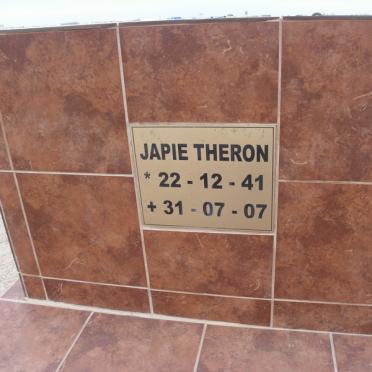 JAPIE THERON
* 22 - 12 - 41
+ 31 - 07 - 07